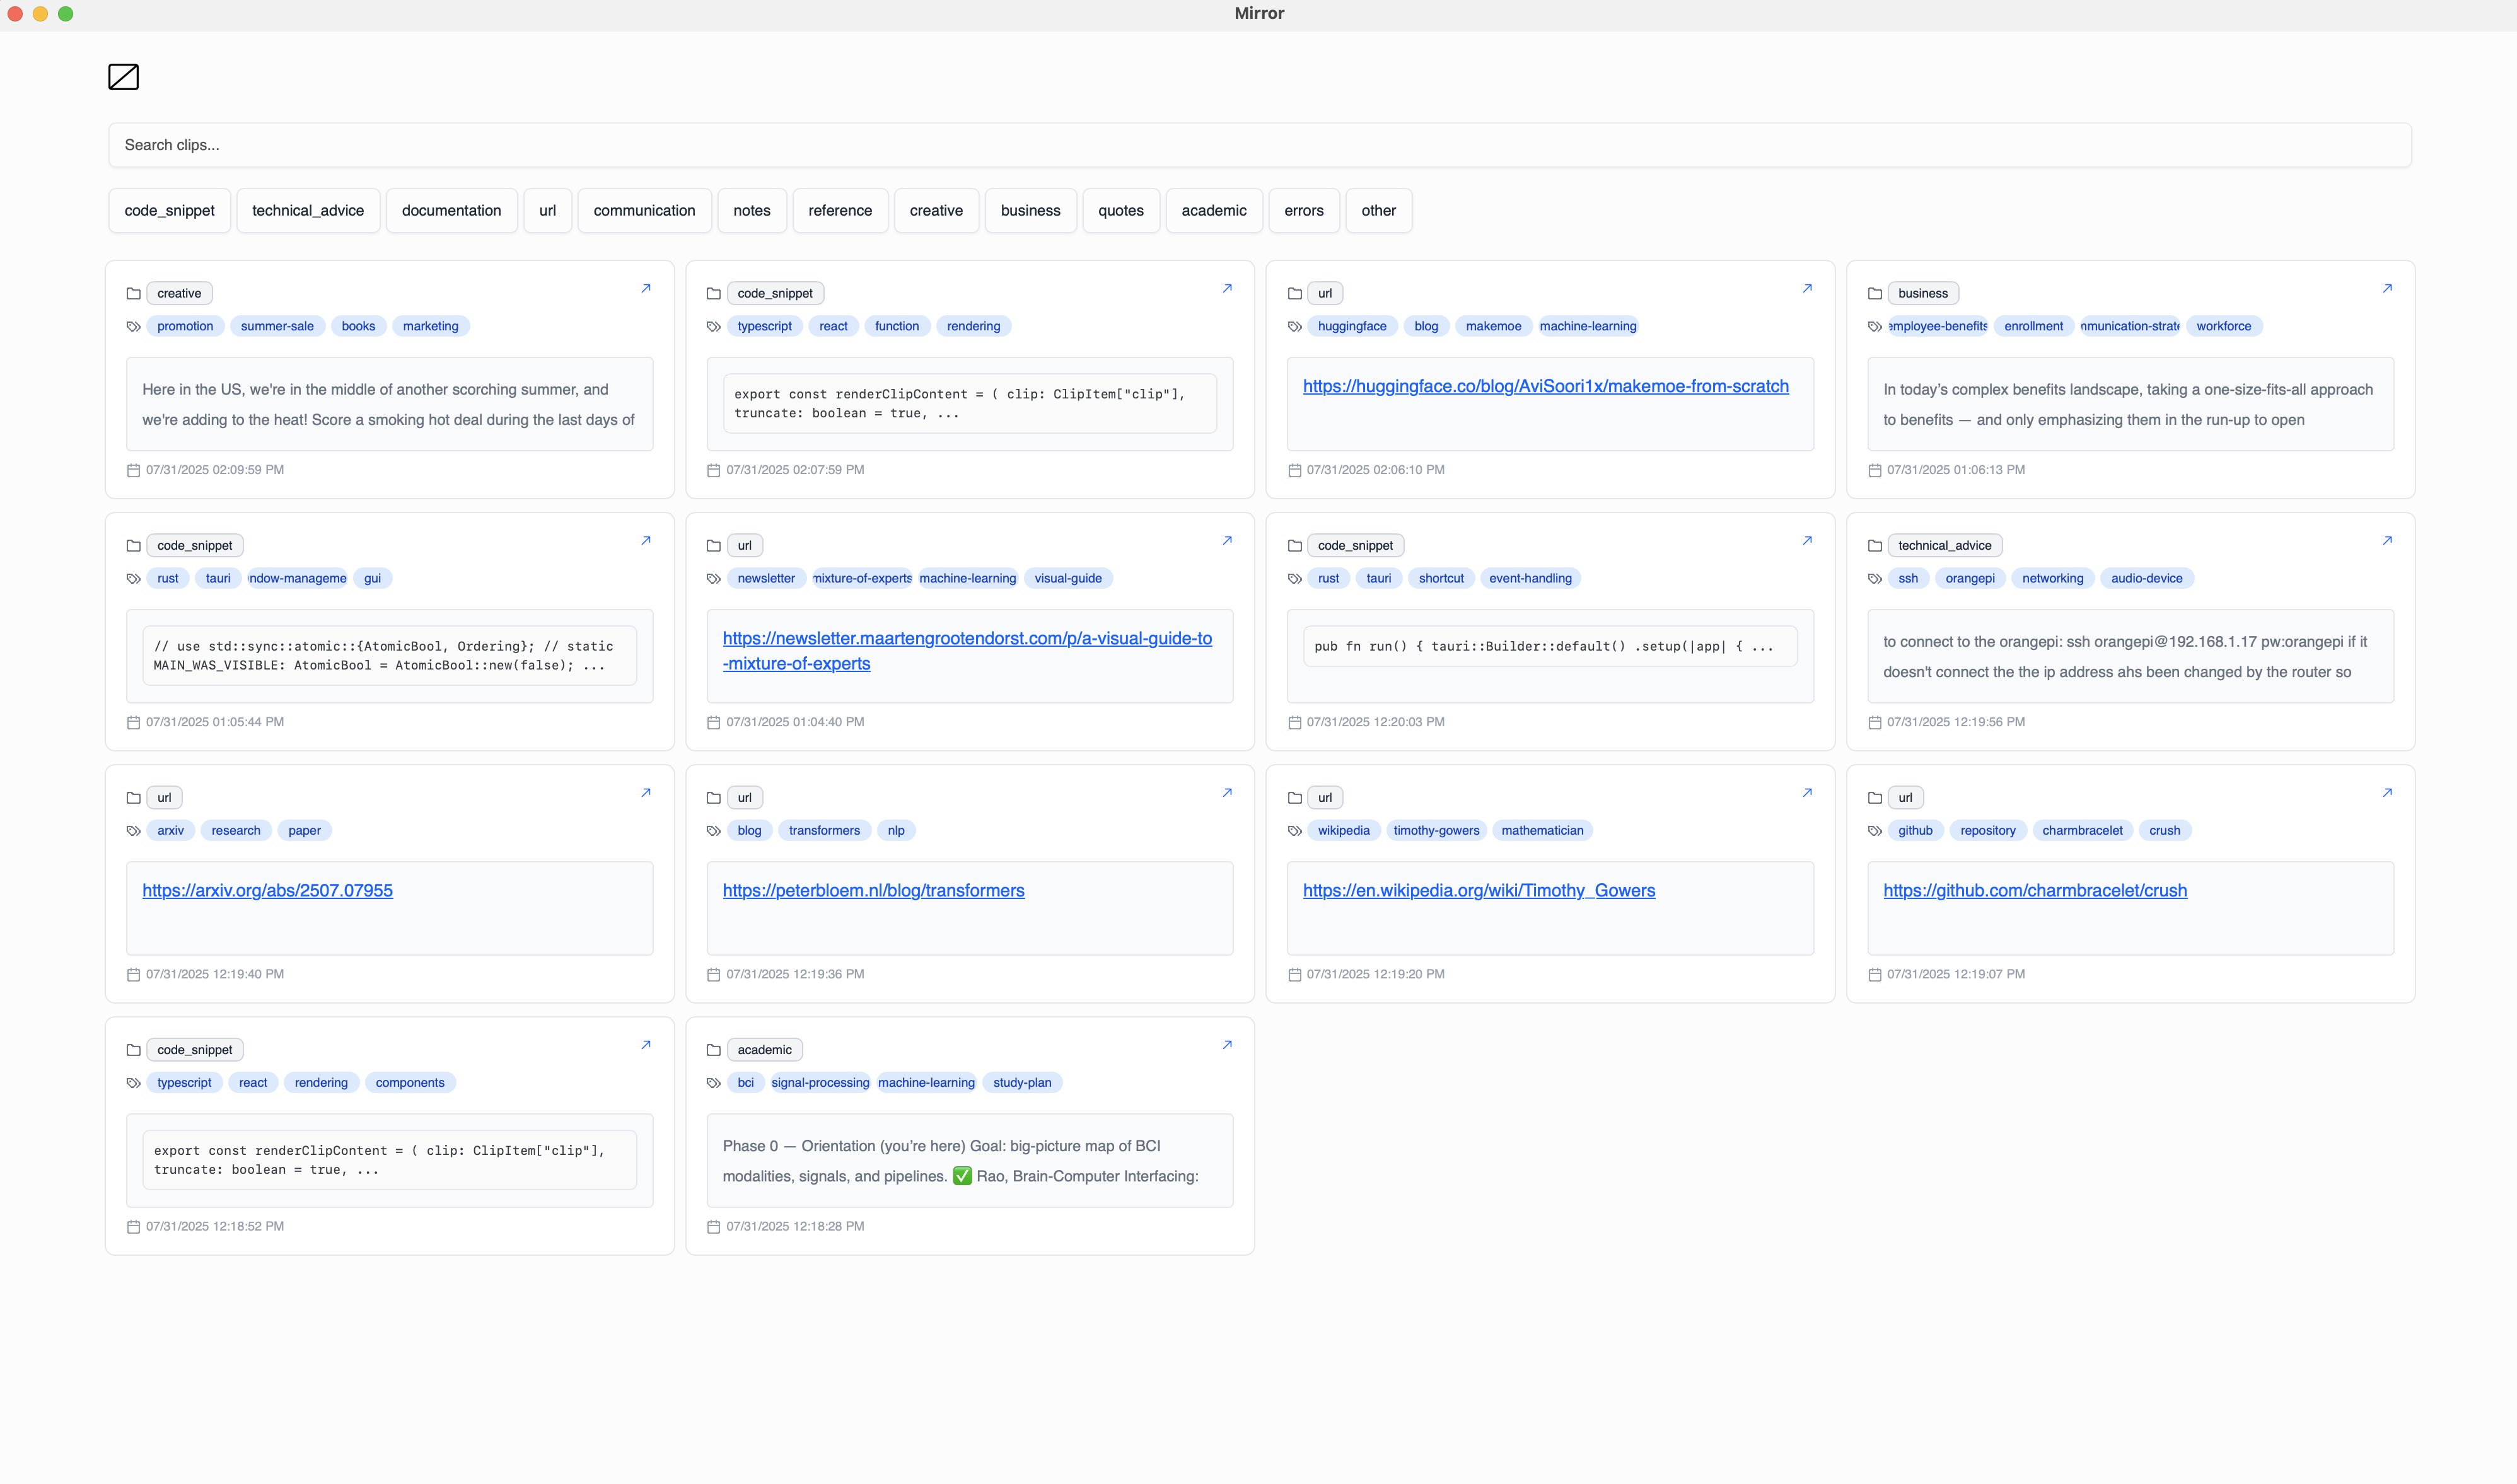 Mirror
Search clips...
code_snippet technical_advice documentation url communication notes reference creative business quotes academic errors other
creative
promotion summer-sale books marketing
Here in the US, we're in the middle of another scorching summer, and
we're adding to the heat! Score a smoking hot deal during the last days of
07/31/2025 02:09:59 PM
code_snippet
typescript react function rendering
export const renderClipContent = ( clip: ClipItem["clip"],
truncate: boolean = true, ...
07/31/2025 02:07:59 PM
url
huggingface blog makemoe machine-learning
https://huggingface.co/blog/AviSoori1x/makemoe-from-scratch
07/31/2025 02:06:10 PM
business
employee-benefits enrollment nmunication-strate workforce
In today’s complex benefits landscape, taking a one-size-fits-all approach
to benefits — and only emphasizing them in the run-up to open
07/31/2025 01:06:13 PM
code_snippet
rust tauri ndow-manageme gui
// use std::sync::atomic::{AtomicBool, Ordering}; // static
MAIN_WAS_VISIBLE: AtomicBool = AtomicBool::new(false); ...
07/31/2025 01:05:44 PM
url
newsletter mixture-of-experts machine-learning visual-guide
https://newsletter.maartengrootendorst.com/p/a-visual-guide-to
-mixture-of-experts
07/31/2025 01:04:40 PM
code_snippet
rust tauri shortcut event-handling
pub fn run() { tauri::Builder::default() .setup(|app| { ...
07/31/2025 12:20:03 PM
technical_advice
ssh orangepi networking audio-device
to connect to the orangepi: ssh orangepi@192.168.1.17 pw:orangepi if it
doesn't connect the the ip address ahs been changed by the router so
07/31/2025 12:19:56 PM
url
arxiv research paper
https://arxiv.org/abs/2507.07955
07/31/2025 12:19:40 PM
url
blog transformers nlp
https://peterbloem.nl/blog/transformers
07/31/2025 12:19:36 PM
url
wikipedia timothy-gowers mathematician
https://en.wikipedia.org/wiki/Timothy_Gowers
07/31/2025 12:19:20 PM
url
github repository charmbracelet crush
https://github.com/charmbracelet/crush
07/31/2025 12:19:07 PM
code_snippet
typescript react rendering components
export const renderClipContent = ( clip: ClipItem["clip"],
truncate: boolean = true, ...
07/31/2025 12:18:52 PM
academic
bci signal-processing machine-learning study-plan
Phase 0 — Orientation (you’re here) Goal: big-picture map of BCI
modalities, signals, and pipelines. ✅ Rao, Brain-Computer Interfacing:
07/31/2025 12:18:28 PM